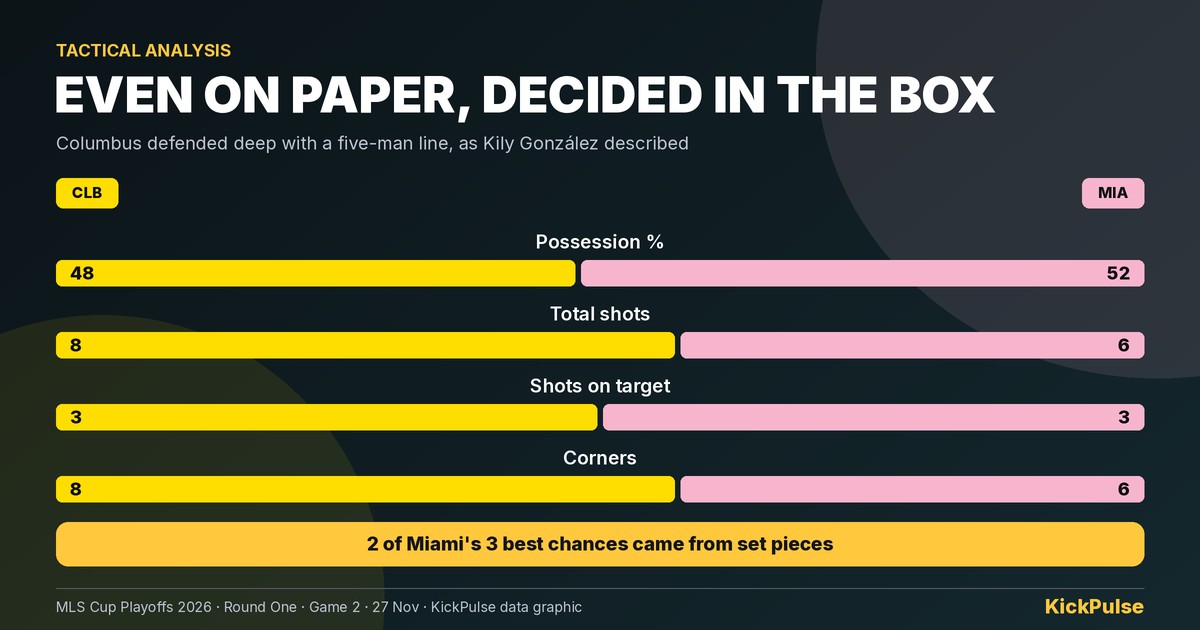 TACTICAL ANALYSIS
EVEN ON PAPER, DECIDED IN THE BOX
Columbus defended deep with a five-man line, as Kily González described
CLB
MIA
Possession %
48
52
Total shots
8
6
Shots on target
3
3
Corners
8
6
2 of Miami's 3 best chances came from set pieces
MLS Cup Playoffs 2026 · Round One · Game 2 · 27 Nov · KickPulse data graphic
KickPulse